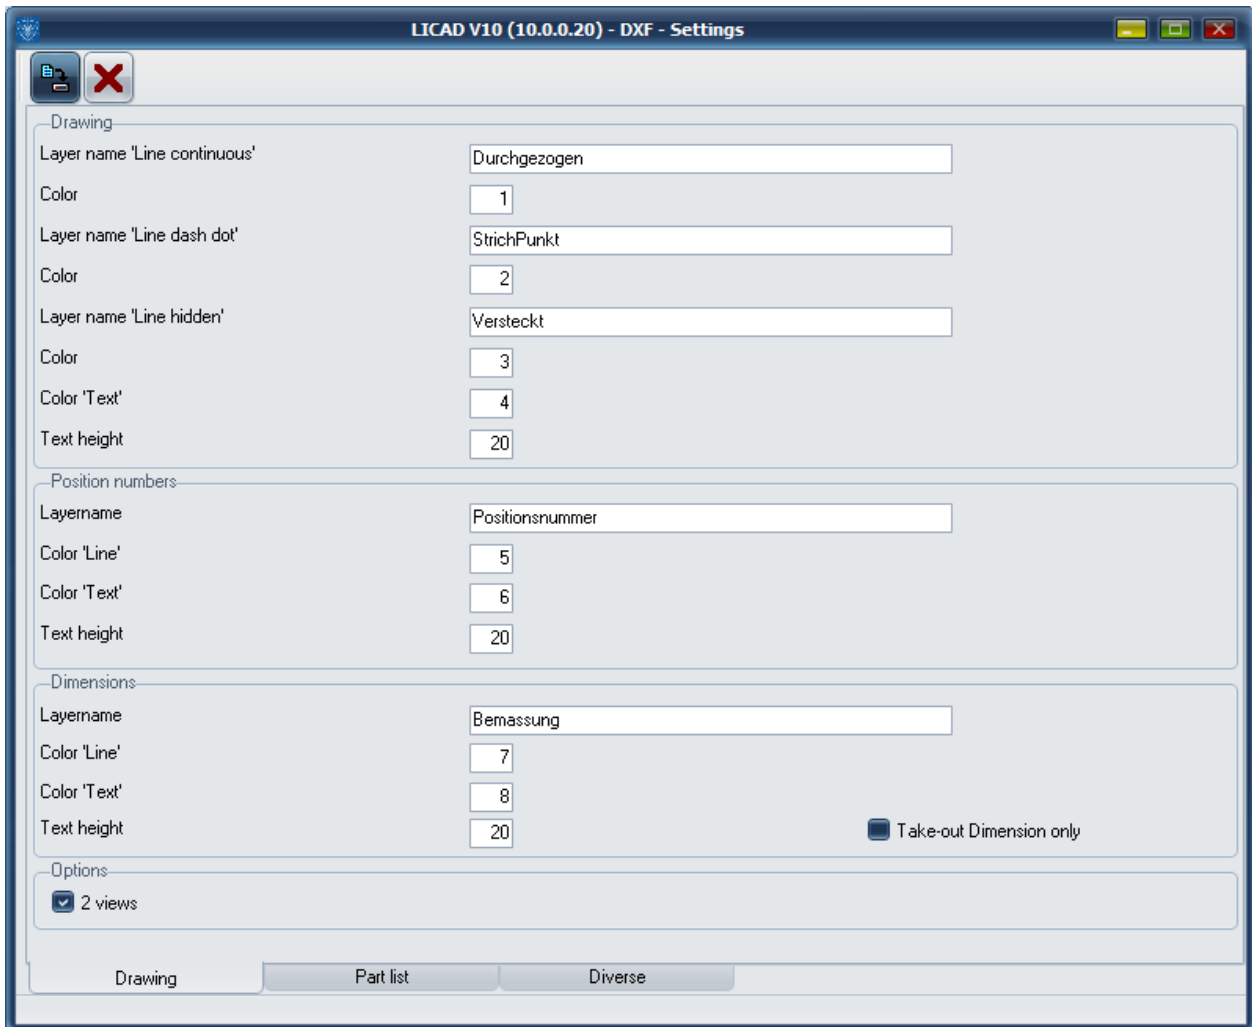 LICAD V10 (10.0.0.20) - DXF - Settings
Drawing
Layer name 'Line continuous' Durchgezogen
Color 1
Layer name 'Line dash dot' StrichPunkt
Color 2
Layer name 'Line hidden' Versteckt
Color 3
Color 'Text' 4
Text height 20
Position numbers
Layername Positionsnummer
Color 'Line' 5
Color 'Text' 6
Text height 20
Dimensions
Layername Bemassung
Color 'Line' 7
Color 'Text' 8
Text height 20 Take-out Dimension only
Options
2 views
Drawing Part list Diverse